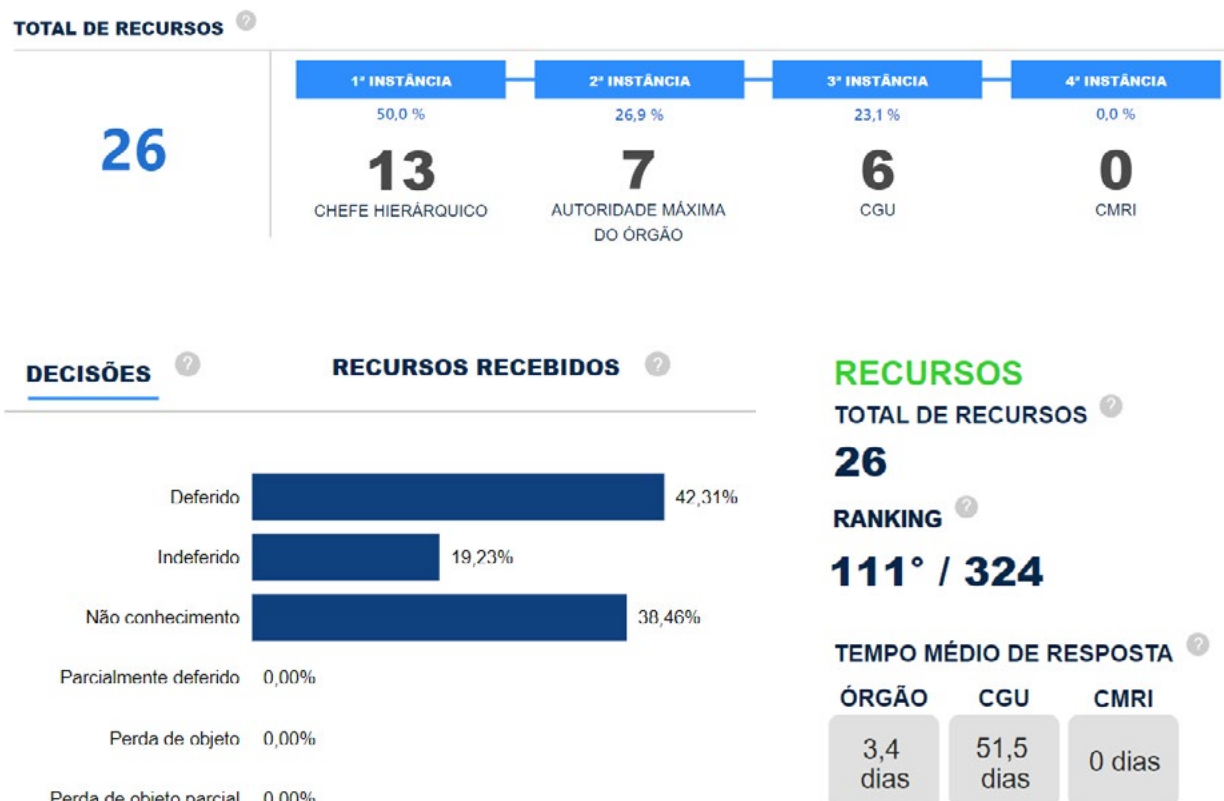 TOTAL DE RECURSOS ?
1ª INSTÂNCIA 2ª INSTÂNCIA 3ª INSTÂNCIA 4ª INSTÂNCIA
50,0 % 26,9 % 23,1 % 0,0 %
26 13 7 6 0
CHEFE HIERÁRQUICO AUTORIDADE MÁXIMA CGU CMRI
DO ÓRGÃO
DECISÕES ? RECURSOS RECEBIDOS ?
Deferido 42,31%
Indeferido 19,23%
Não conhecimento 38,46%
Parcialmente deferido 0,00%
Perda de objeto 0,00%
Perda de objeto parcial 0,00%
RECURSOS
TOTAL DE RECURSOS ?
26
RANKING ?
111° / 324
TEMPO MÉDIO DE RESPOSTA ?
ÓRGÃO CGU CMRI
3,4 51,5 0 dias
dias dias